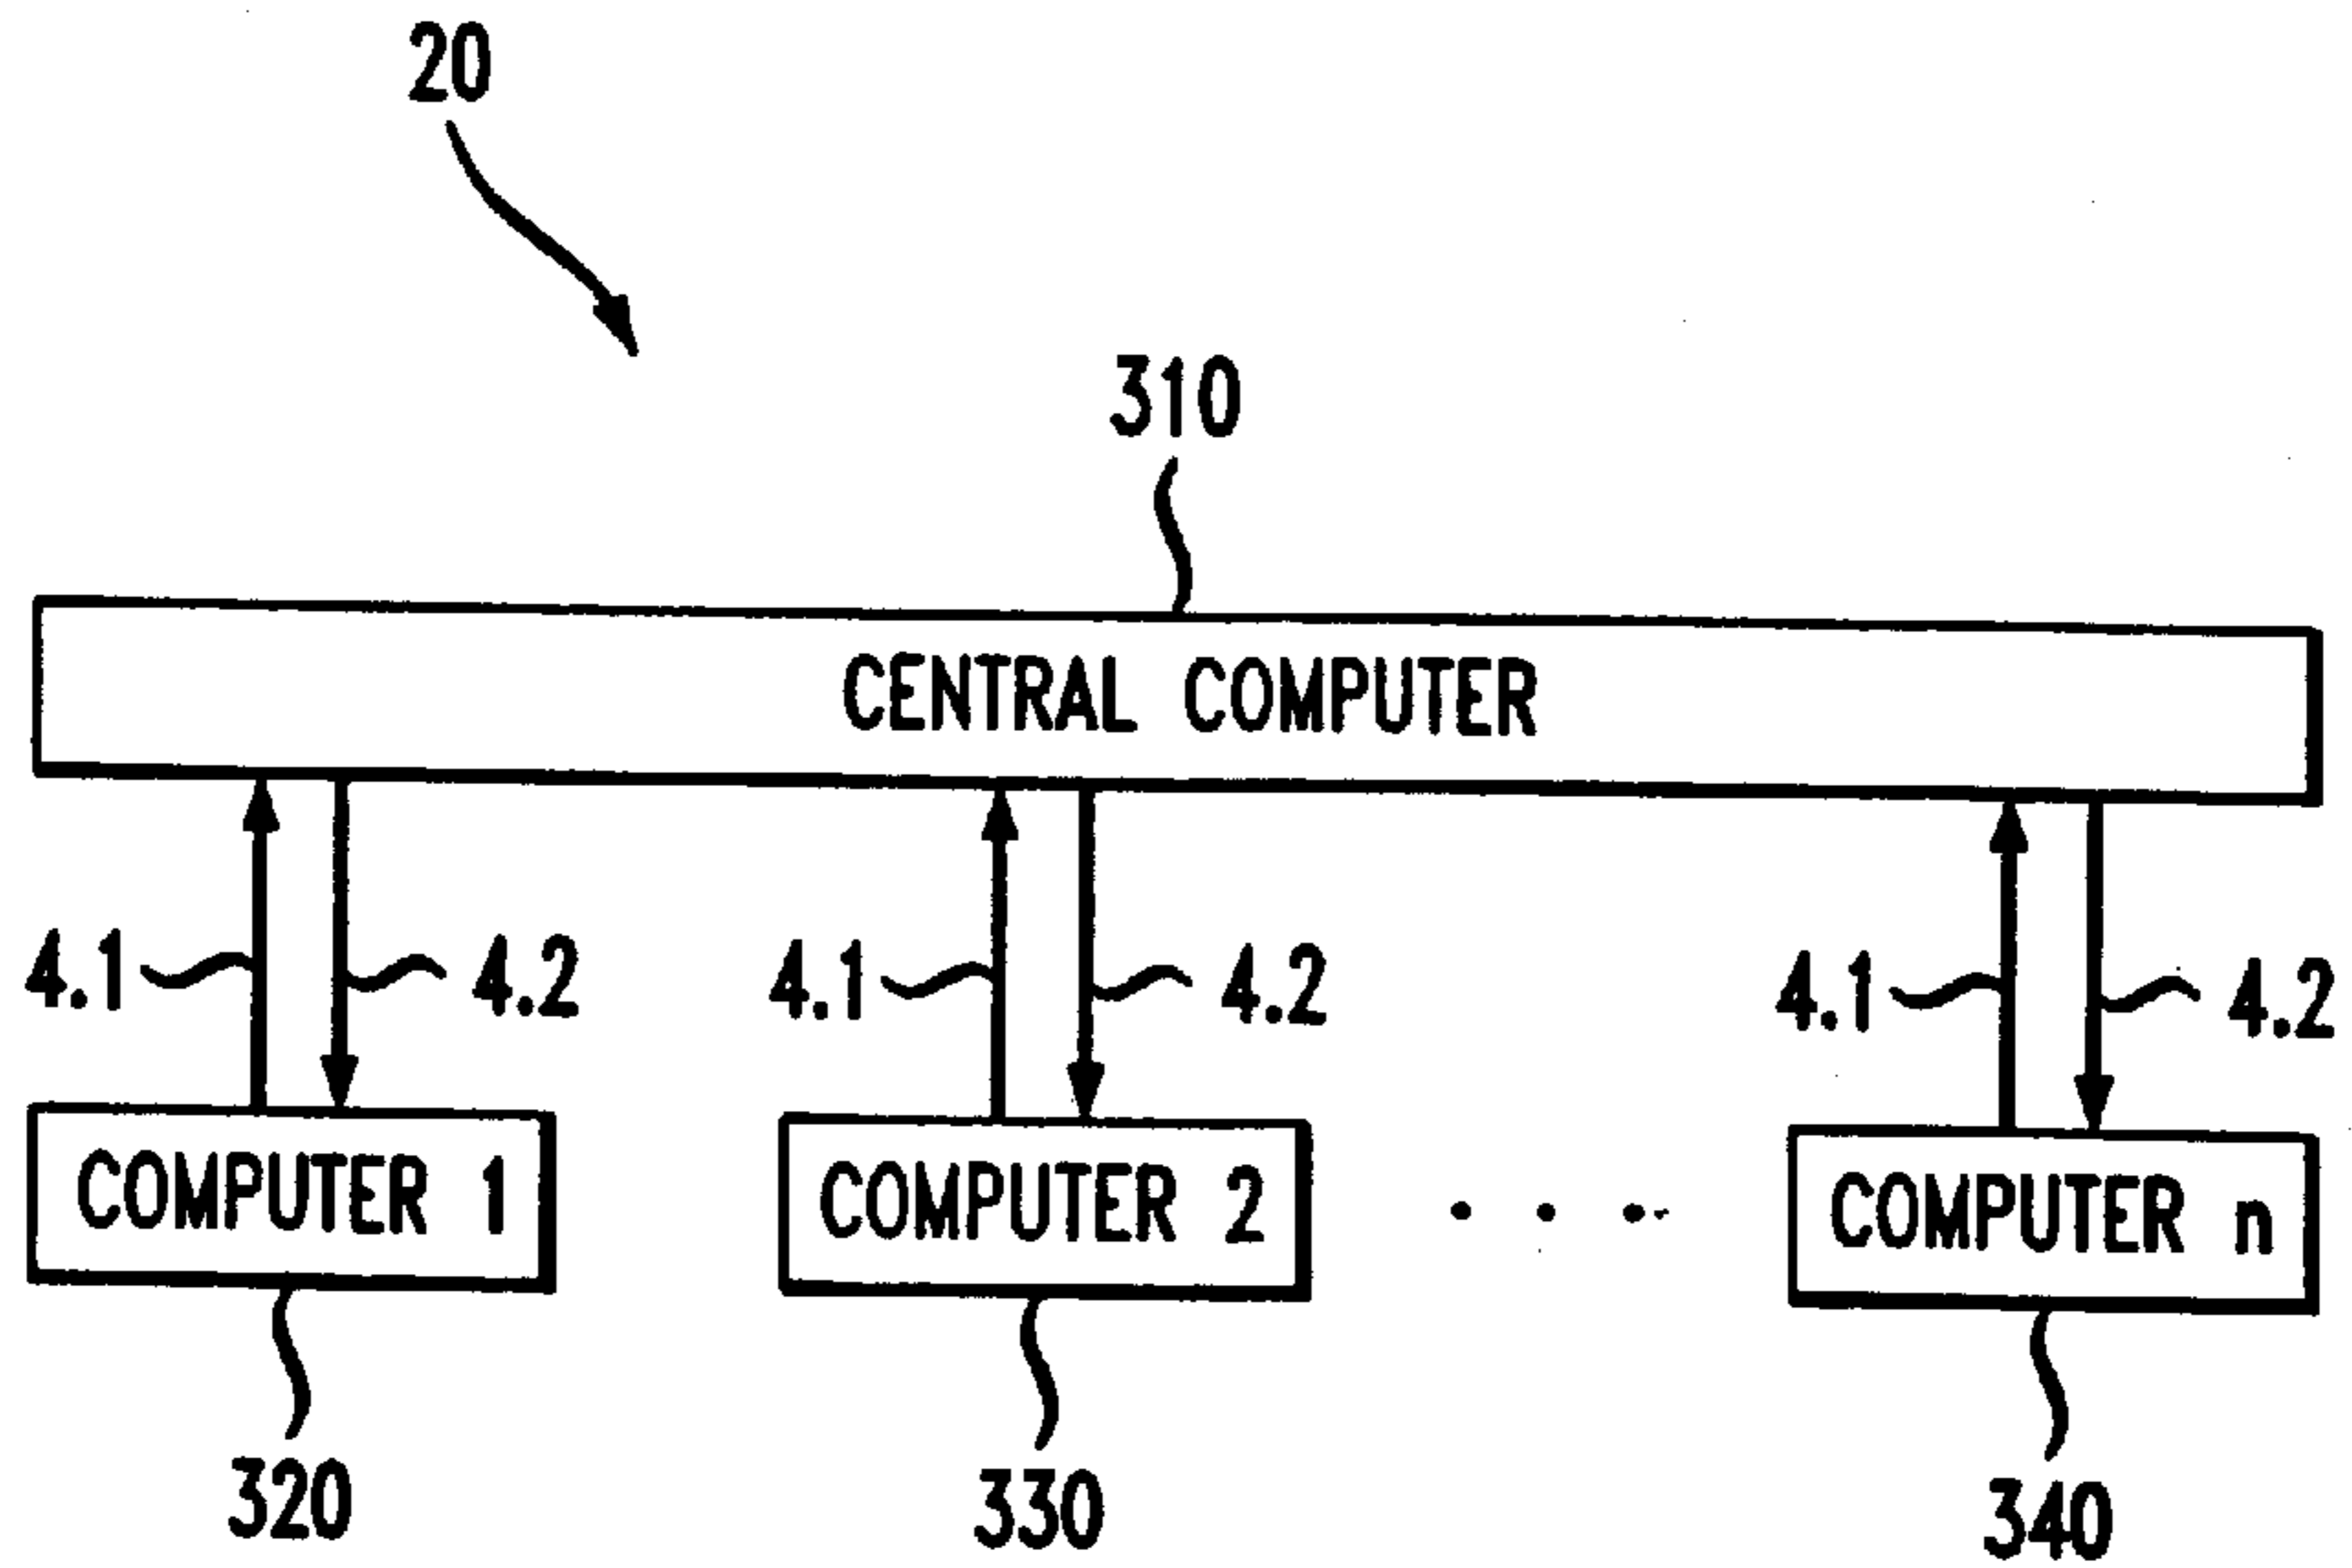 20
310
CENTRAL COMPUTER
4.1 4.2 4.1 4.2 4.1 4.2
COMPUTER 1 COMPUTER 2 . . . COMPUTER n
320 330 340